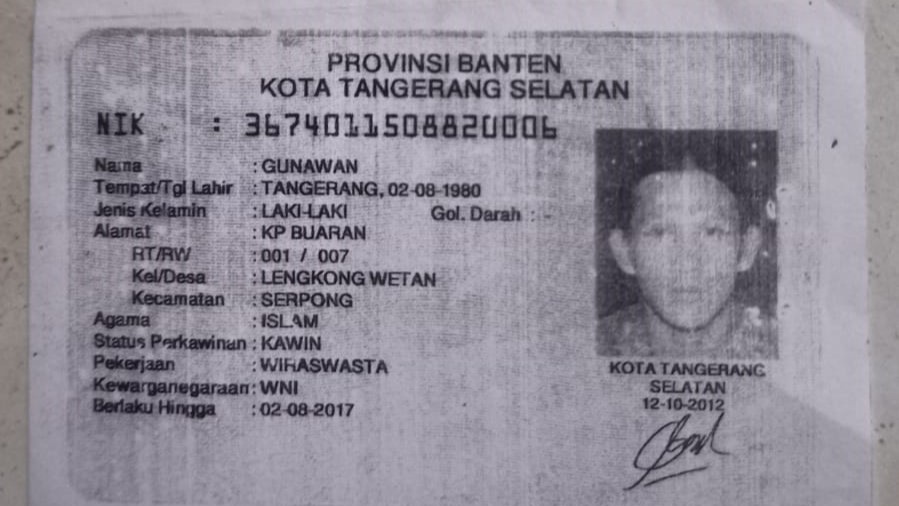 PROVINSI BANTEN
KOTA TANGERANG SELATAN
NIK : 3674011508820006
Nama : GUNAWAN
Tempat/Tgl Lahir : TANGERANG, 02-08-1980
Jenis Kelamin : LAKI-LAKI Gol. Darah : -
Alamat : KP BUARAN
RT/RW : 001 / 007
Kel/Desa : LENGKONG WETAN
Kecamatan : SERPONG
Agama : ISLAM
Status Perkawinan : KAWIN
Pekerjaan : WIRASWASTA
Kewarganegaraan : WNI
Berlaku Hingga : 02-08-2017
KOTA TANGERANG
SELATAN
12-10-2012